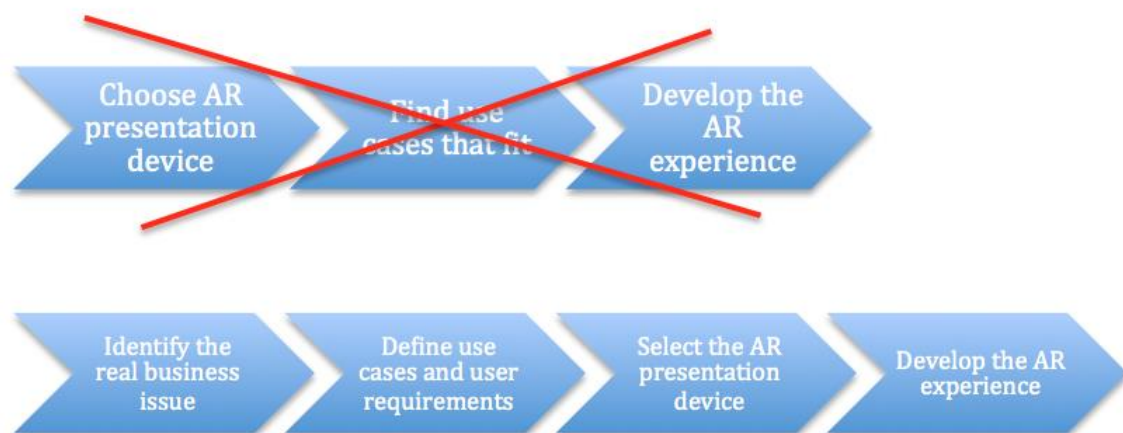 Choose AR
presentation
device
Find use
cases that fit
Develop the
AR
experience
Identify the
real business
issue
Define use
cases and user
requirements
Select the AR
presentation
device
Develop the AR
experience